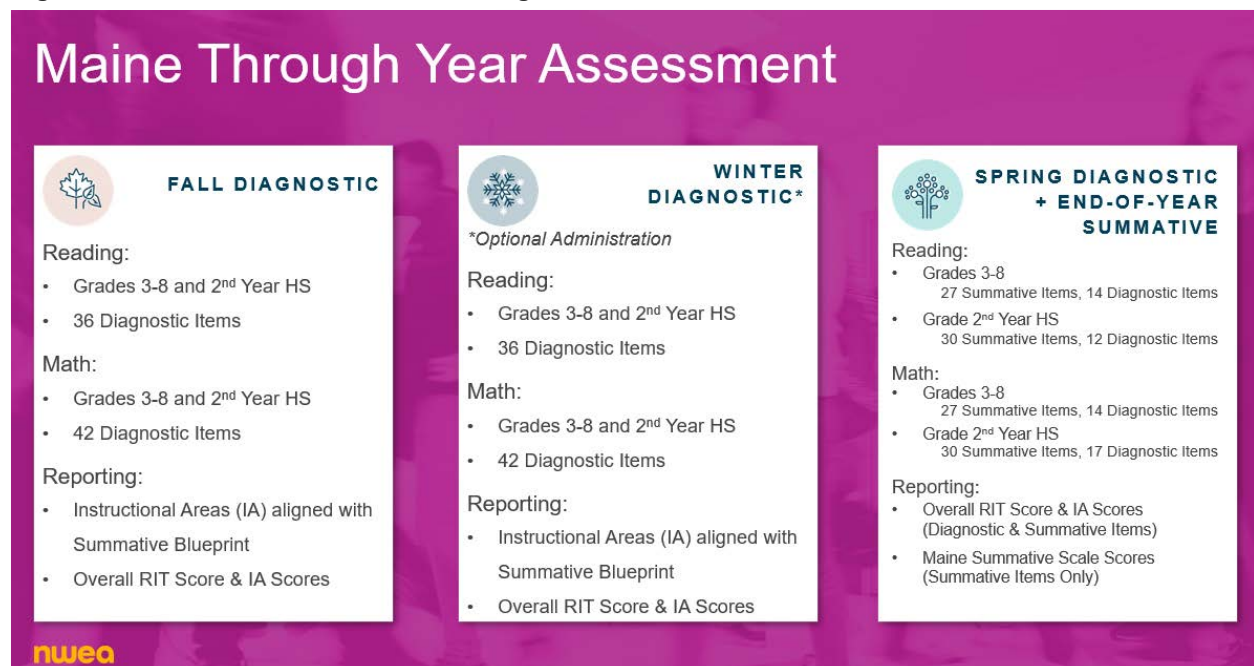 Maine Through Year Assessment
FALL DIAGNOSTIC
Reading:
• Grades 3-8 and 2nd Year HS
• 36 Diagnostic Items
Math:
• Grades 3-8 and 2nd Year HS
• 42 Diagnostic Items
Reporting:
• Instructional Areas (IA) aligned with
Summative Blueprint
• Overall RIT Score & IA Scores
WINTER
DIAGNOSTIC*
*Optional Administration
Reading:
• Grades 3-8 and 2nd Year HS
• 36 Diagnostic Items
Math:
• Grades 3-8 and 2nd Year HS
• 42 Diagnostic Items
Reporting:
• Instructional Areas (IA) aligned with
Summative Blueprint
• Overall RIT Score & IA Scores
SPRING DIAGNOSTIC
+ END-OF-YEAR
SUMMATIVE
Reading:
• Grades 3-8
27 Summative Items, 14 Diagnostic Items
• Grade 2nd Year HS
30 Summative Items, 12 Diagnostic Items
Math:
• Grades 3-8
27 Summative Items, 14 Diagnostic Items
• Grade 2nd Year HS
30 Summative Items, 17 Diagnostic Items
Reporting:
• Overall RIT Score & IA Scores
(Diagnostic & Summative Items)
• Maine Summative Scale Scores
(Summative Items Only)
nwea